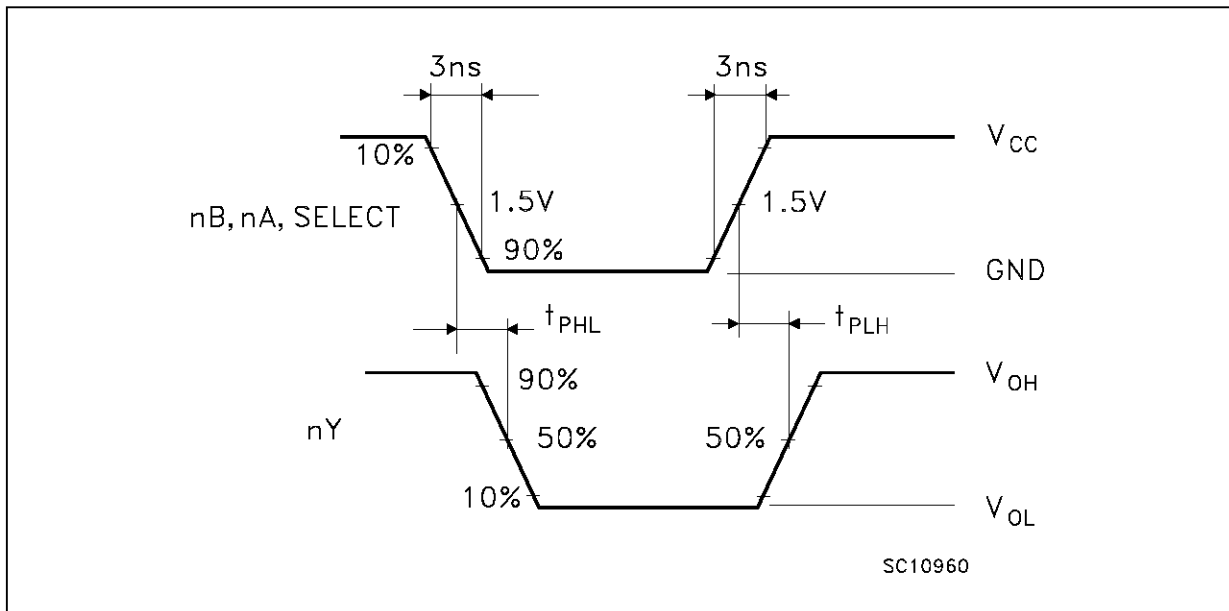 3ns 3ns
V_CC
10%
nB, nA, SELECT 1.5V 1.5V
90%
GND
t_PHL t_PLH
V_OH
90%
nY 50% 50%
10%
V_OL
SC10960